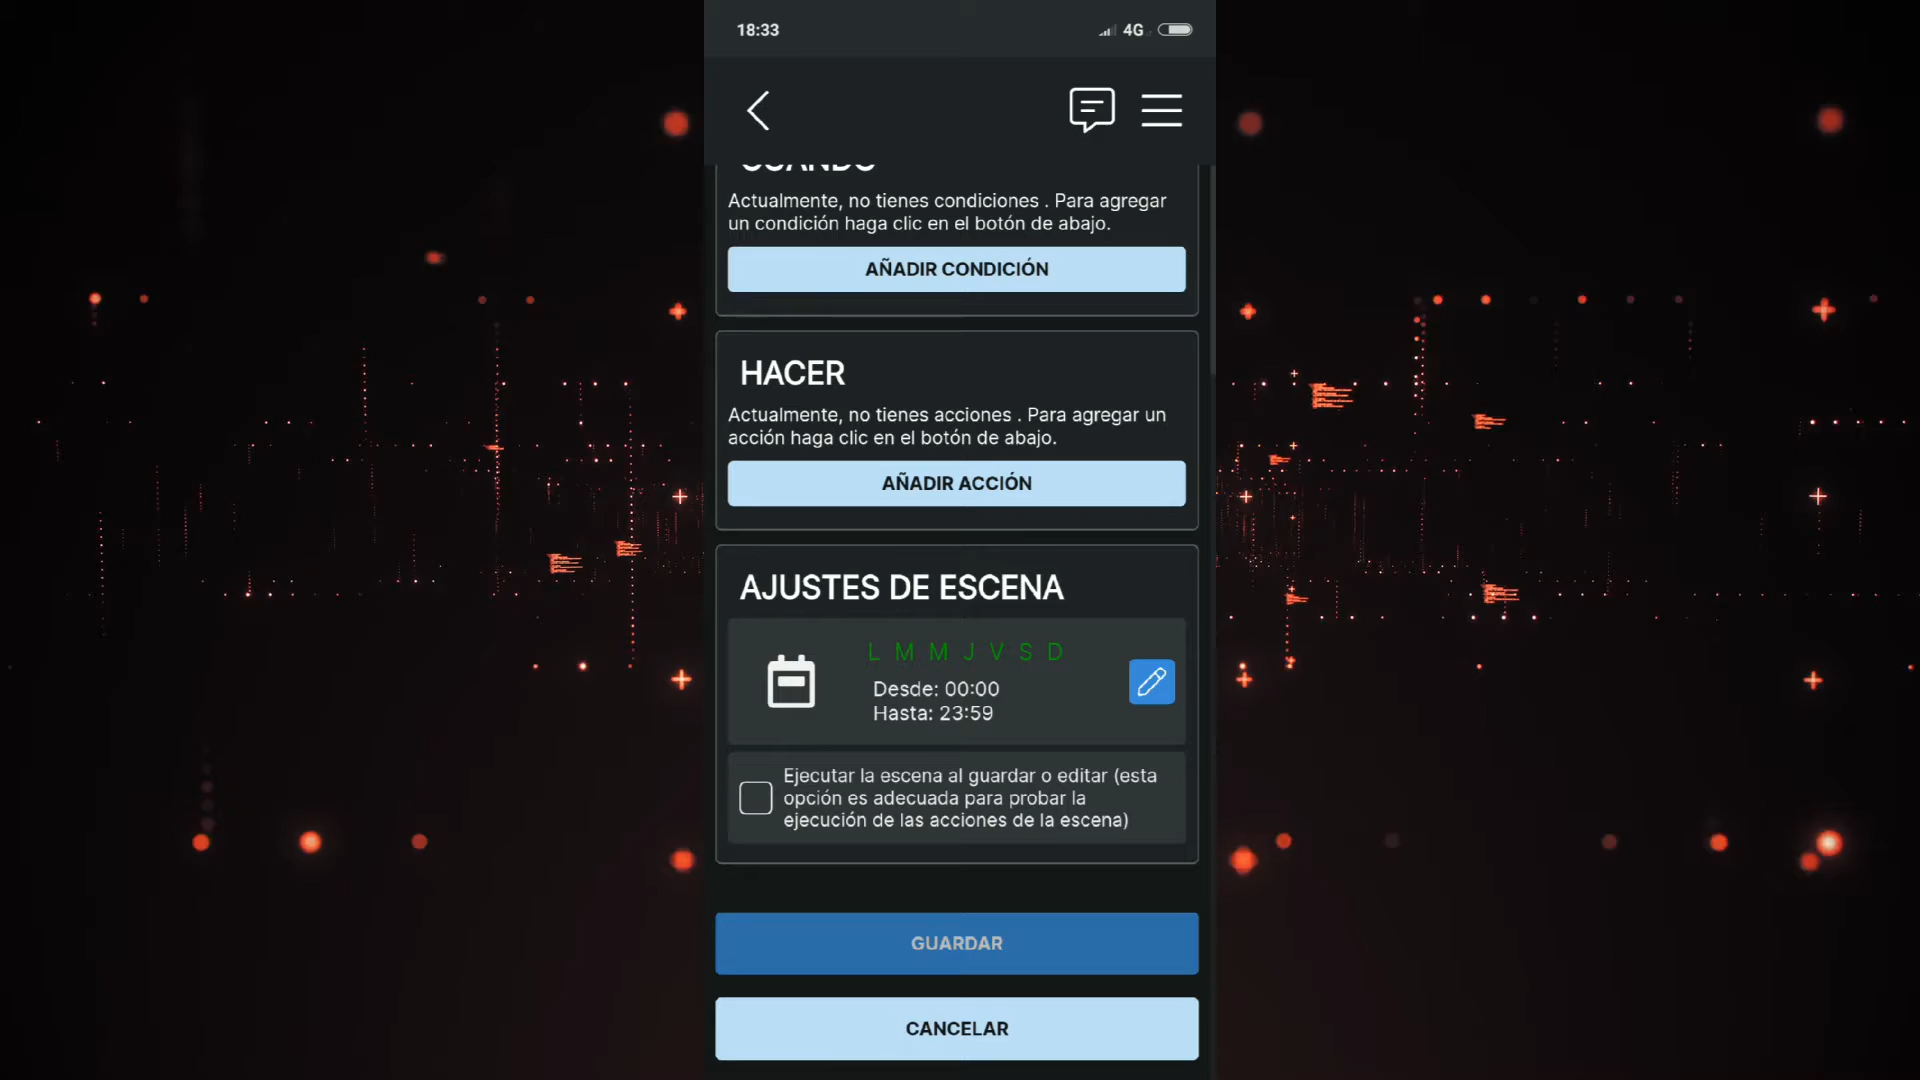 18:33
4G
CUANDO
Actualmente, no tienes condiciones . Para agregar
un condición haga clic en el botón de abajo.
AÑADIR CONDICIÓN
HACER
Actualmente, no tienes acciones . Para agregar un
acción haga clic en el botón de abajo.
AÑADIR ACCIÓN
AJUSTES DE ESCENA
L M M J V S D
Desde: 00:00
Hasta: 23:59
Ejecutar la escena al guardar o editar (esta
opción es adecuada para probar la
ejecución de las acciones de la escena)
GUARDAR
CANCELAR